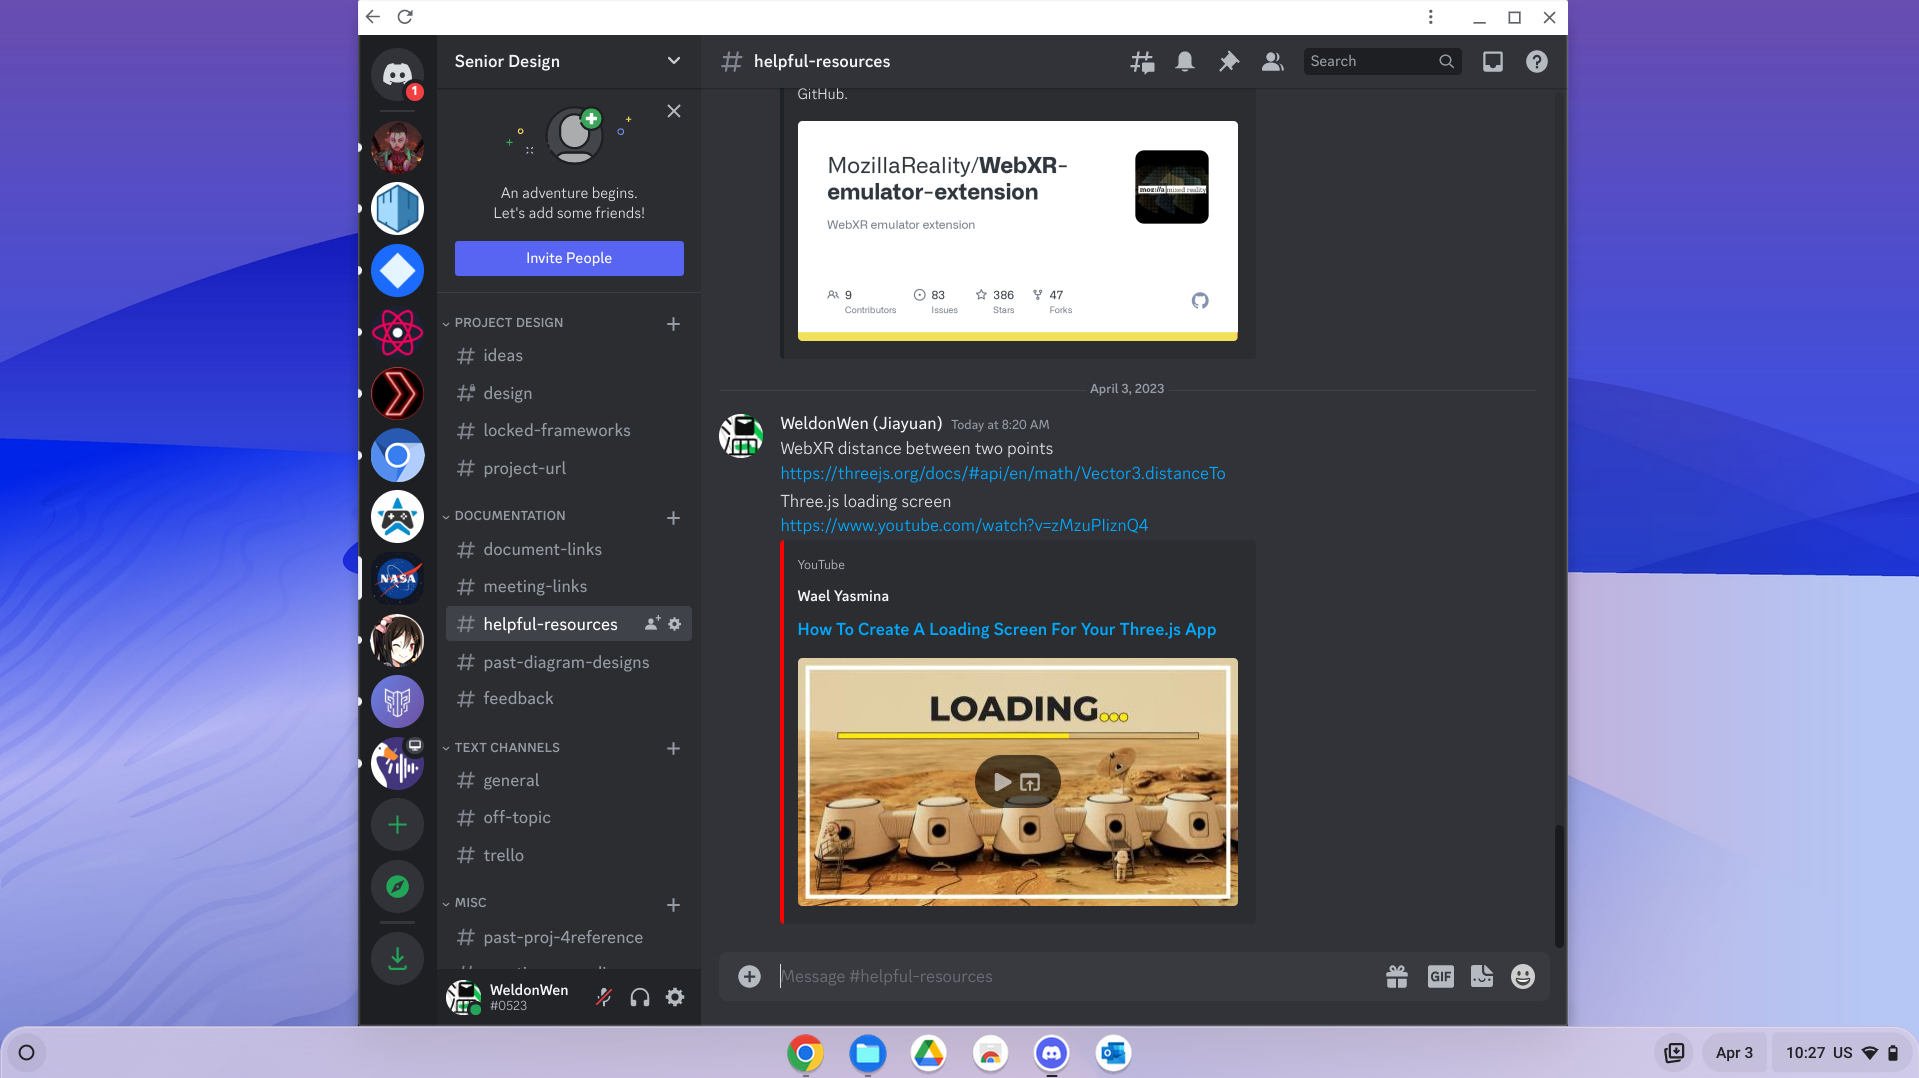 Senior Design
helpful-resources
Search
1
An adventure begins.
Let's add some friends!
Invite People
PROJECT DESIGN
ideas
design
locked-frameworks
project-url
DOCUMENTATION
document-links
meeting-links
helpful-resources
past-diagram-designs
feedback
TEXT CHANNELS
general
off-topic
trello
MISC
past-proj-4reference
NASA
WeldonWen
#0523
GitHub.
MozillaReality/WebXR-
emulator-extension
WebXR emulator extension
moz://a mixed reality
9
Contributors
83
Issues
386
Stars
47
Forks
April 3, 2023
WeldonWen (Jiayuan) Today at 8:20 AM
WebXR distance between two points
https://threejs.org/docs/#api/en/math/Vector3.distanceTo
Three.js loading screen
https://www.youtube.com/watch?v=zMzuPIiznQ4
YouTube
Wael Yasmina
How To Create A Loading Screen For Your Three.js App
LOADING...
Message #helpful-resources
GIF
Apr 3
10:27 US